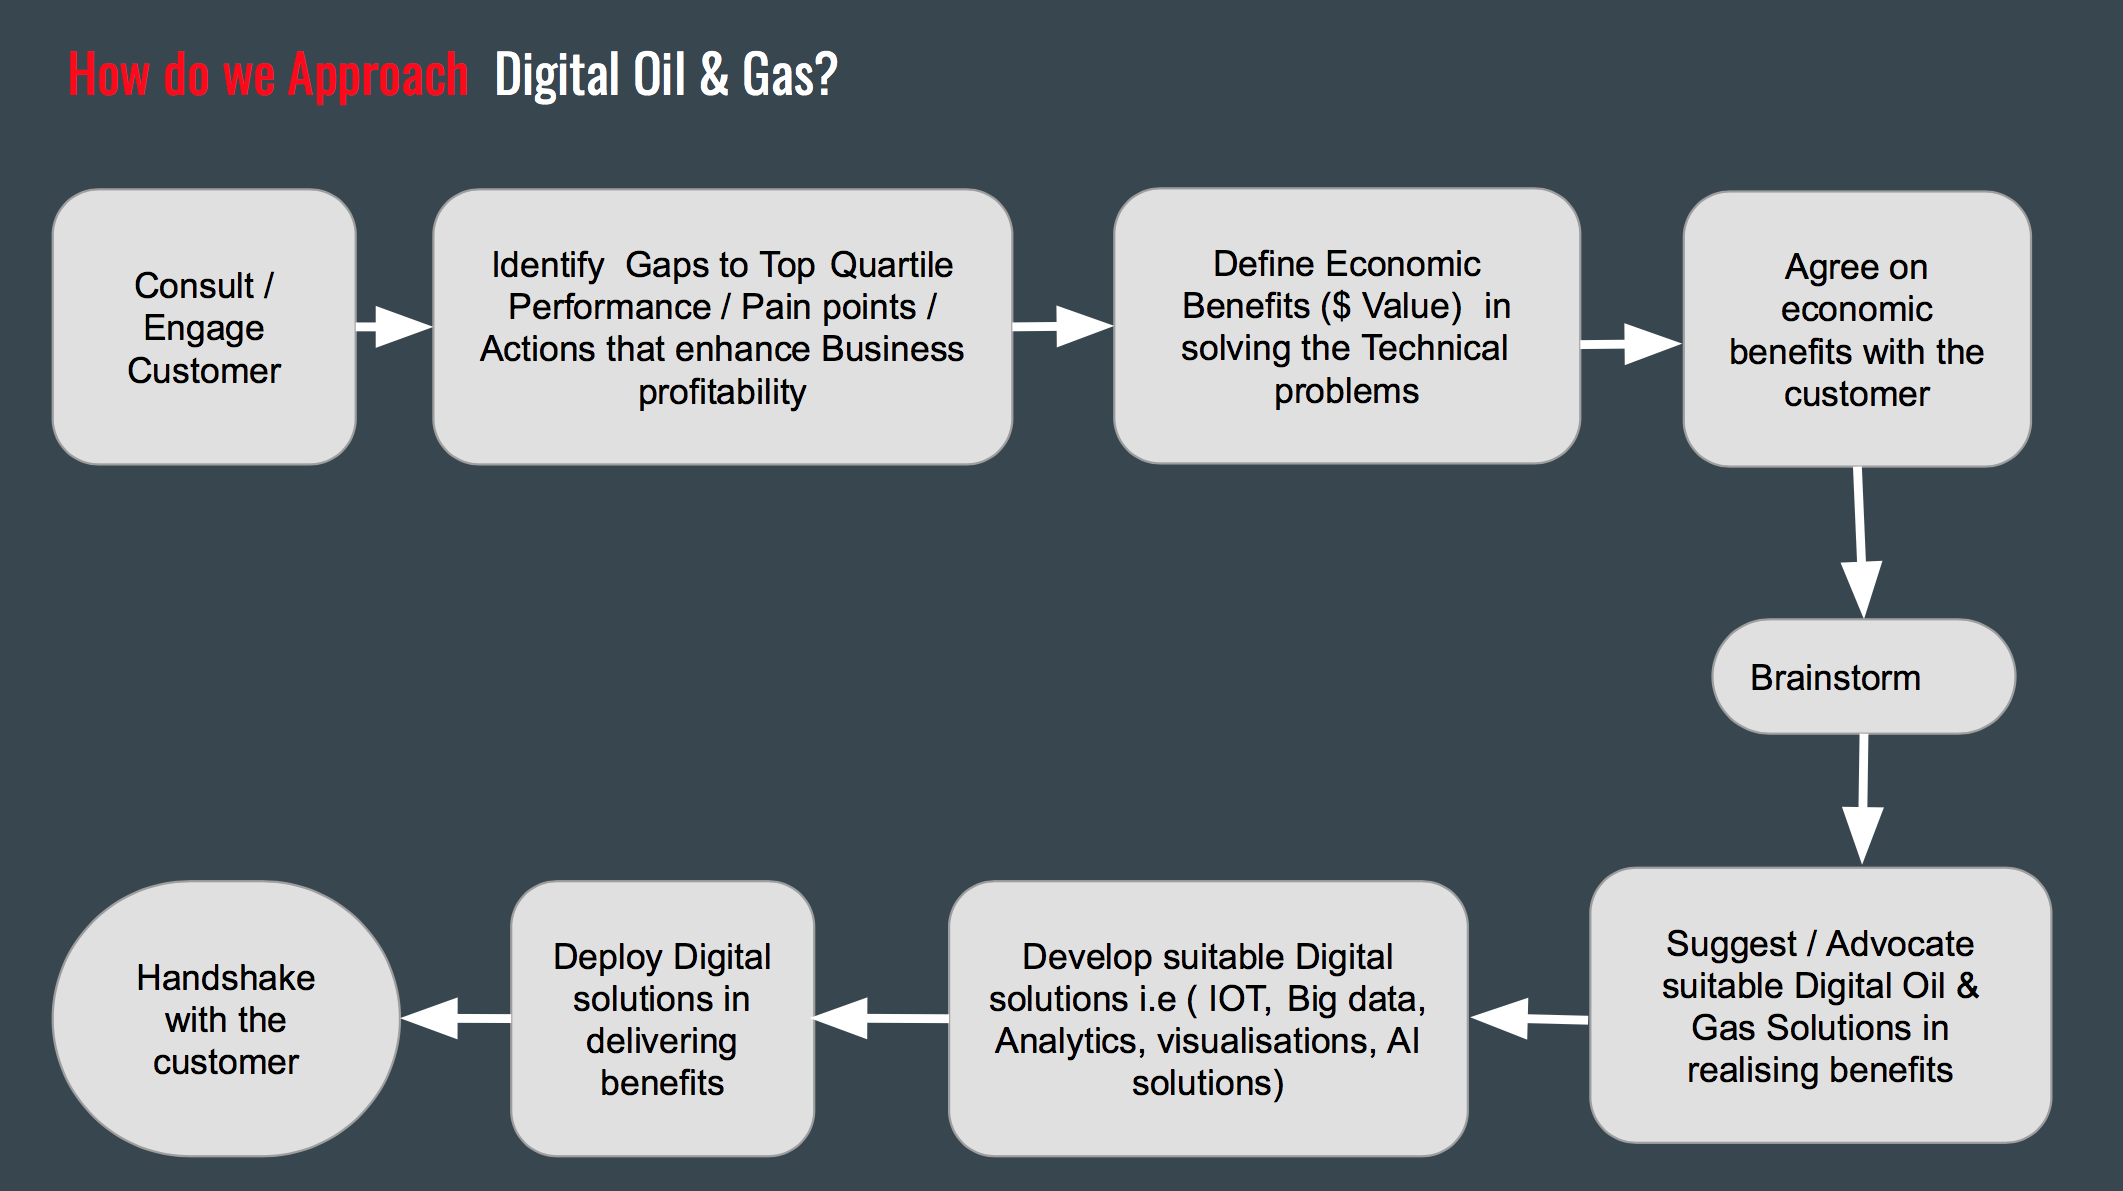 How do we Approach Digital Oil & Gas?
Consult /
Engage
Customer
Identify Gaps to Top Quartile
Performance / Pain points /
Actions that enhance Business
profitability
Define Economic
Benefits ($ Value) in
solving the Technical
problems
Agree on
economic
benefits with the
customer
Brainstorm
Suggest / Advocate
suitable Digital Oil &
Gas Solutions in
realising benefits
Develop suitable Digital
solutions i.e ( IOT, Big data,
Analytics, visualisations, AI
solutions)
Deploy Digital
solutions in
delivering
benefits
Handshake
with the
customer